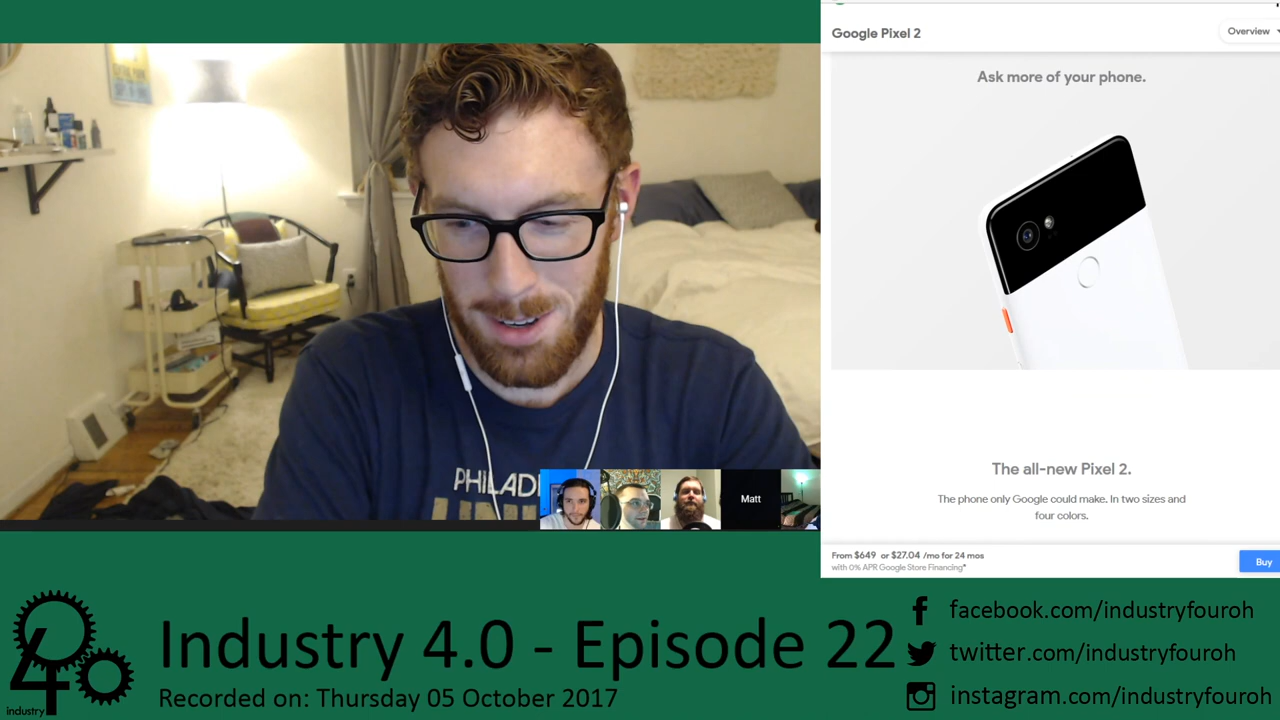 Google Pixel 2
Overview
Ask more of your phone.
The all-new Pixel 2.
The phone only Google could make. In two sizes and
four colors.
From $649 or $27.04 /mo for 24 mos
with 0% APR Google Store Financing*
Buy
PHILAD
Matt
4.0
industry
Industry 4.0 - Episode 22
Recorded on: Thursday 05 October 2017
facebook.com/industryfouroh
twitter.com/industryfouroh
instagram.com/industryfouroh